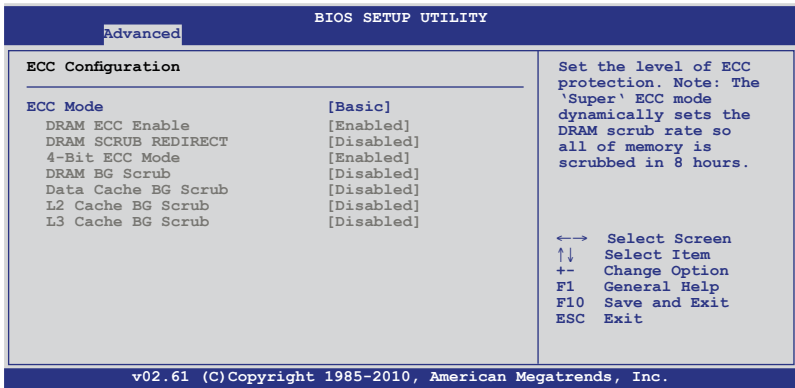 BIOS SETUP UTILITY
Advanced
ECC Configuration
ECC Mode [Basic]
DRAM ECC Enable [Enabled]
DRAM SCRUB REDIRECT [Disabled]
4-Bit ECC Mode [Enabled]
DRAM BG Scrub [Disabled]
Data Cache BG Scrub [Disabled]
L2 Cache BG Scrub [Disabled]
L3 Cache BG Scrub [Disabled]
Set the level of ECC
protection. Note: The
‘Super‘ ECC mode
dynamically sets the
DRAM scrub rate so
all of memory is
scrubbed in 8 hours.
←→ Select Screen
↑↓ Select Item
+- Change Option
F1 General Help
F10 Save and Exit
ESC Exit
v02.61 (C)Copyright 1985-2010, American Megatrends, Inc.